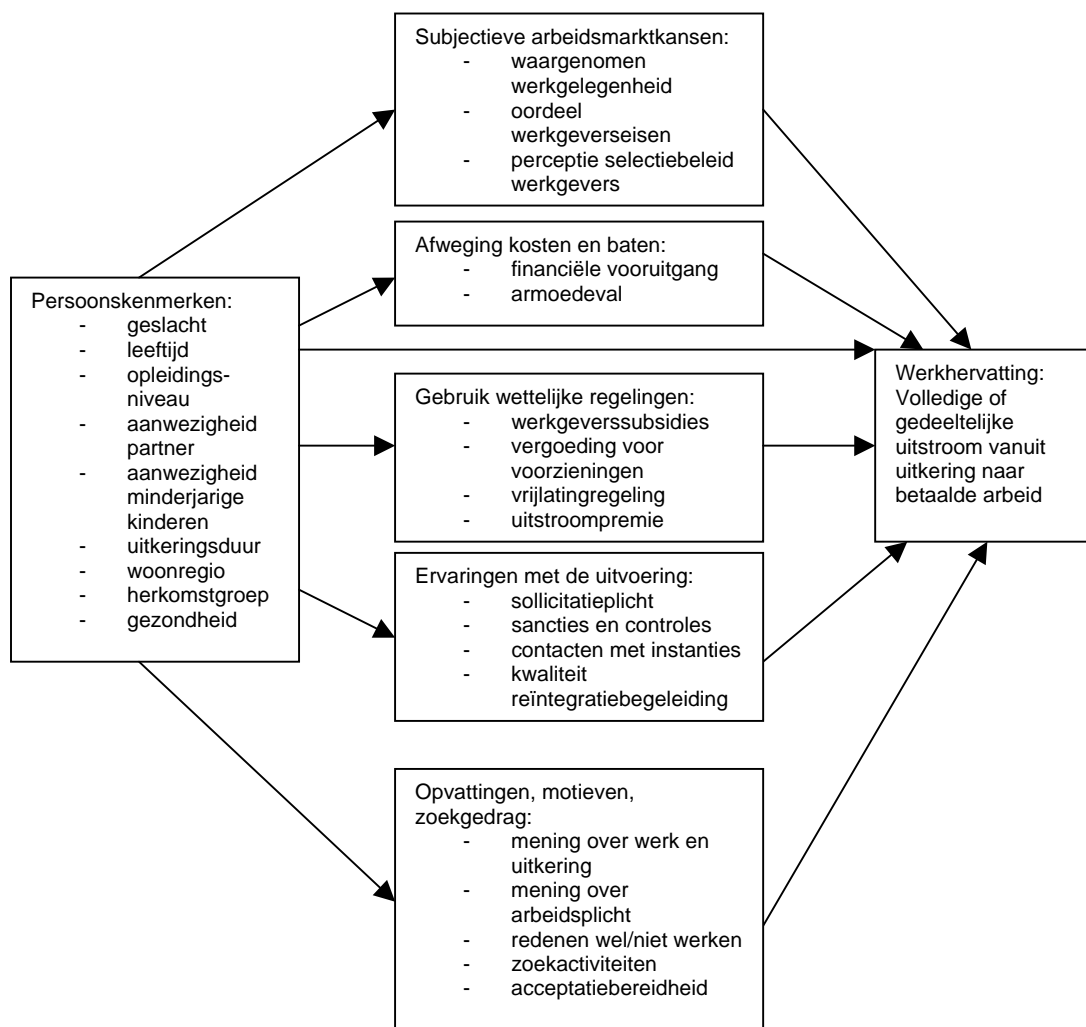 Subjectieve arbeidsmarktkansen:
- waargenomen
werkgelegenheid
- oordeel
werkgeverseisen
- perceptie selectiebeleid
werkgevers
Afweging kosten en baten:
- financiële vooruitgang
- armoedeval
Persoonskenmerken:
- geslacht
- leeftijd
- opleidings-
niveau
- aanwezigheid
partner
- aanwezigheid
minderjarige
kinderen
- uitkeringsduur
- woonregio
- herkomstgroep
- gezondheid
Gebruik wettelijke regelingen:
- werkgeverssubsidies
- vergoeding voor
voorzieningen
- vrijlatingregeling
- uitstroompremie
Werkhervatting:
Volledige of
gedeeltelijke
uitstroom vanuit
uitkering naar
betaalde arbeid
Ervaringen met de uitvoering:
- sollicitatieplicht
- sancties en controles
- contacten met instanties
- kwaliteit
reïntegratiebegeleiding
Opvattingen, motieven,
zoekgedrag:
- mening over werk en
uitkering
- mening over
arbeidsplicht
- redenen wel/niet werken
- zoekactiviteiten
- acceptatiebereidheid